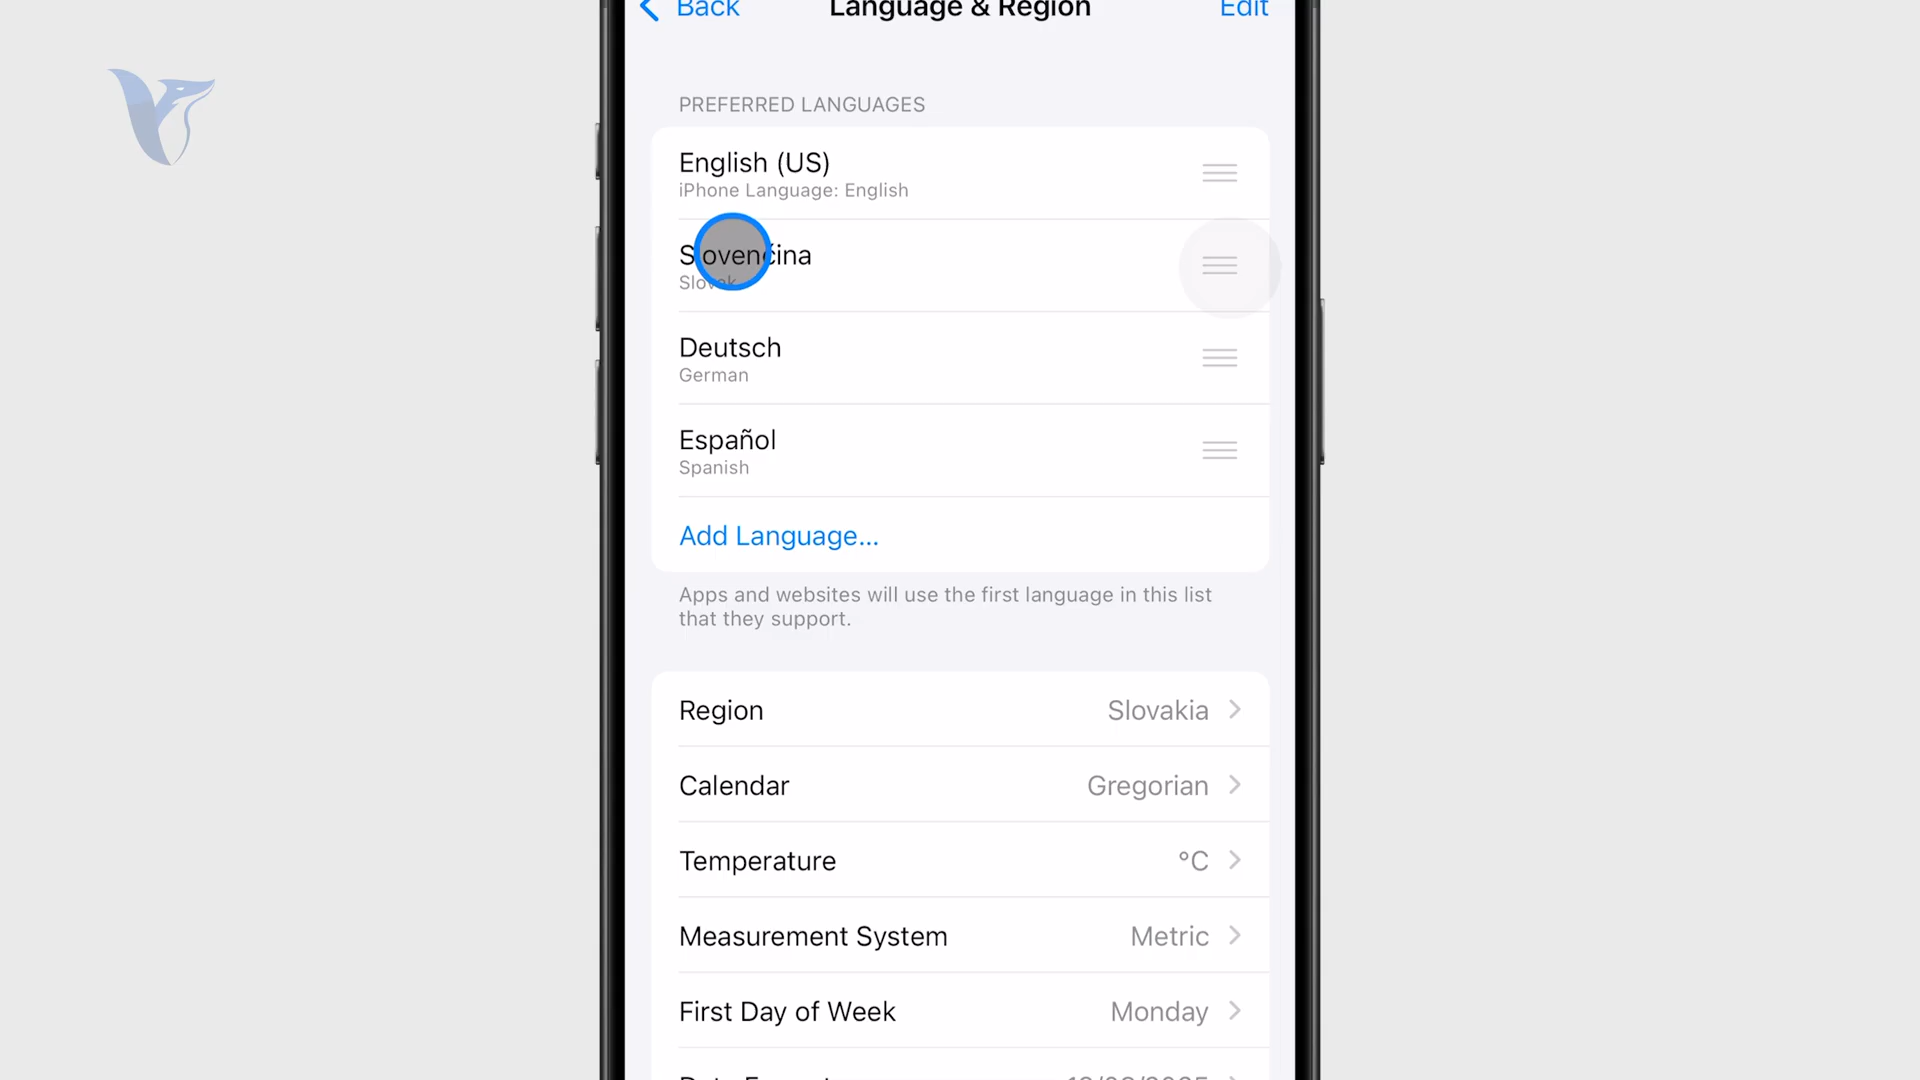 Back
Language & Region
Edit
PREFERRED LANGUAGES
English (US)
iPhone Language: English
Slovenčina
Slovak
Deutsch
German
Español
Spanish
Add Language...
Apps and websites will use the first language in this list
that they support.
Region
Slovakia
Calendar
Gregorian
Temperature
°C
Measurement System
Metric
First Day of Week
Monday